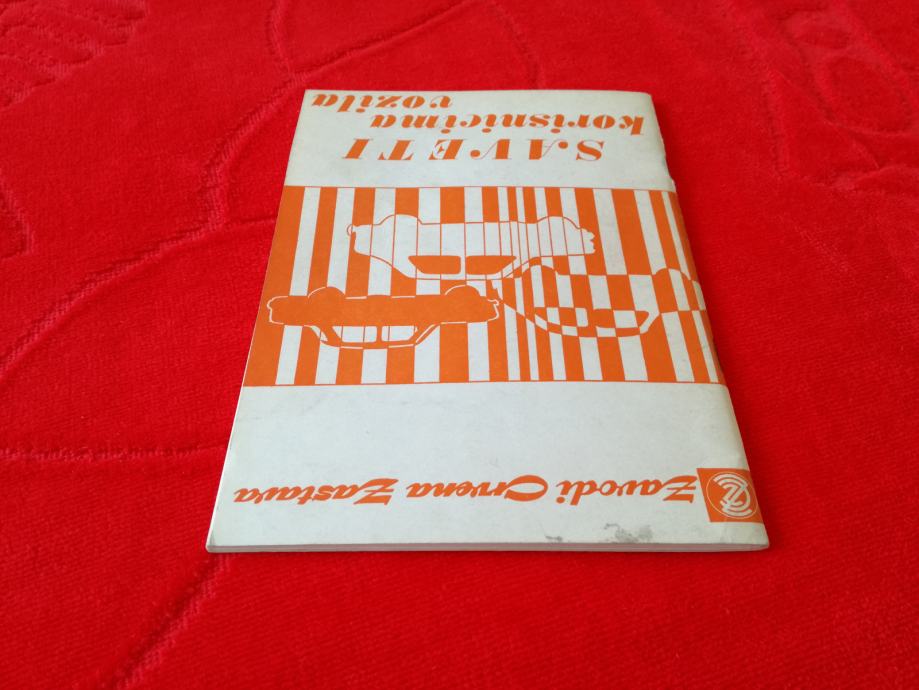 Zavodi Crvena Zastava
SAVETI
korisnicima
vozila